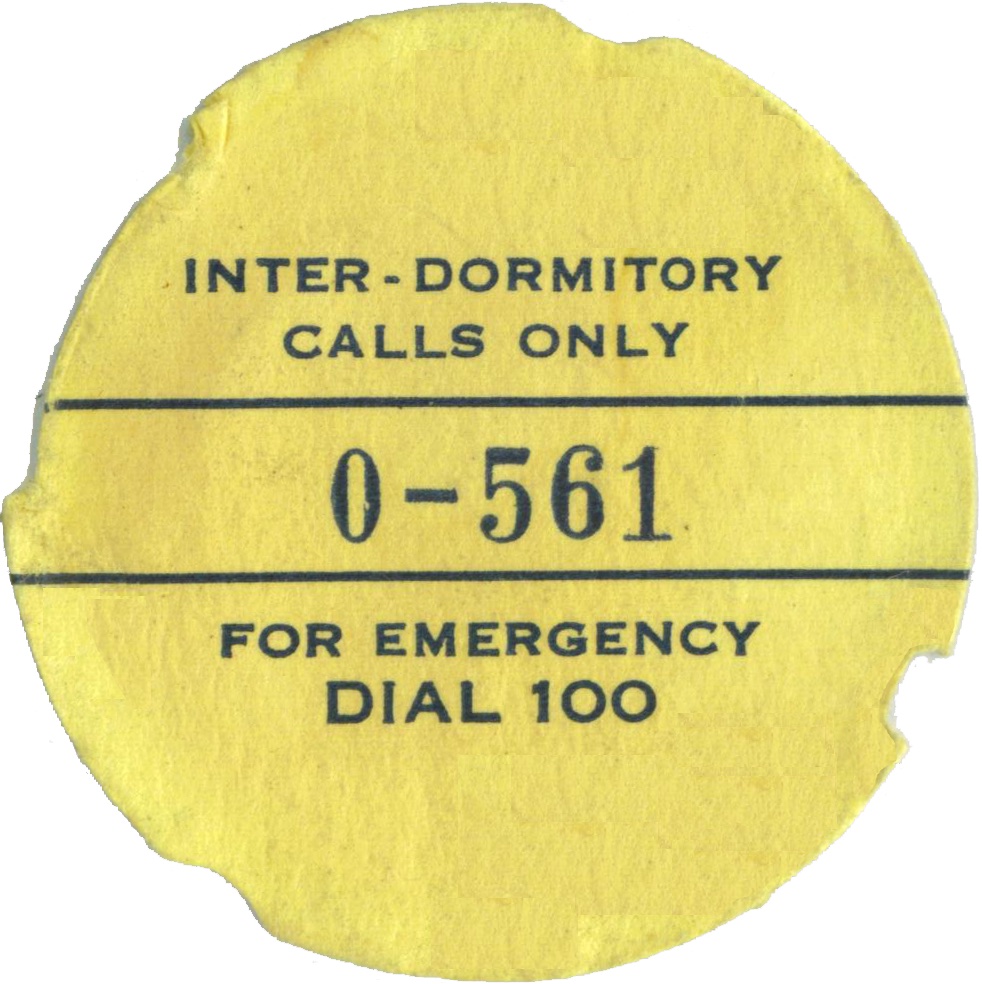 INTER-DORMITORY
CALLS ONLY
0-561
FOR EMERGENCY
DIAL 100